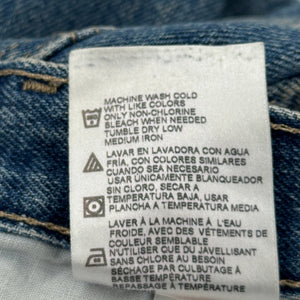 MACHINE WASH COLD
WITH LIKE COLORS
ONLY NON-CHLORINE
BLEACH WHEN NEEDED
TUMBLE DRY LOW
MEDIUM IRON
LAVAR EN LAVADORA CON AGUA
FRÍA, CON COLORES SIMILARES
CUANDO SEA NECESARIO
USAR ÚNICAMENTE BLANQUEADOR
SIN CLORO, SECAR A
TEMPERATURA BAJA, USAR
PLANCHA A TEMPERATURA MEDIA
LAVER À LA MACHINE À L'EAU
FROIDE, AVEC DES VÊTEMENTS DE
COULEUR SEMBLABLE
N'UTILISER QUE DU JAVELLISANT
SANS CHLORE AU BESOIN
SÉCHAGE PAR CULBUTAGE À
BASSE TEMPÉRATURE